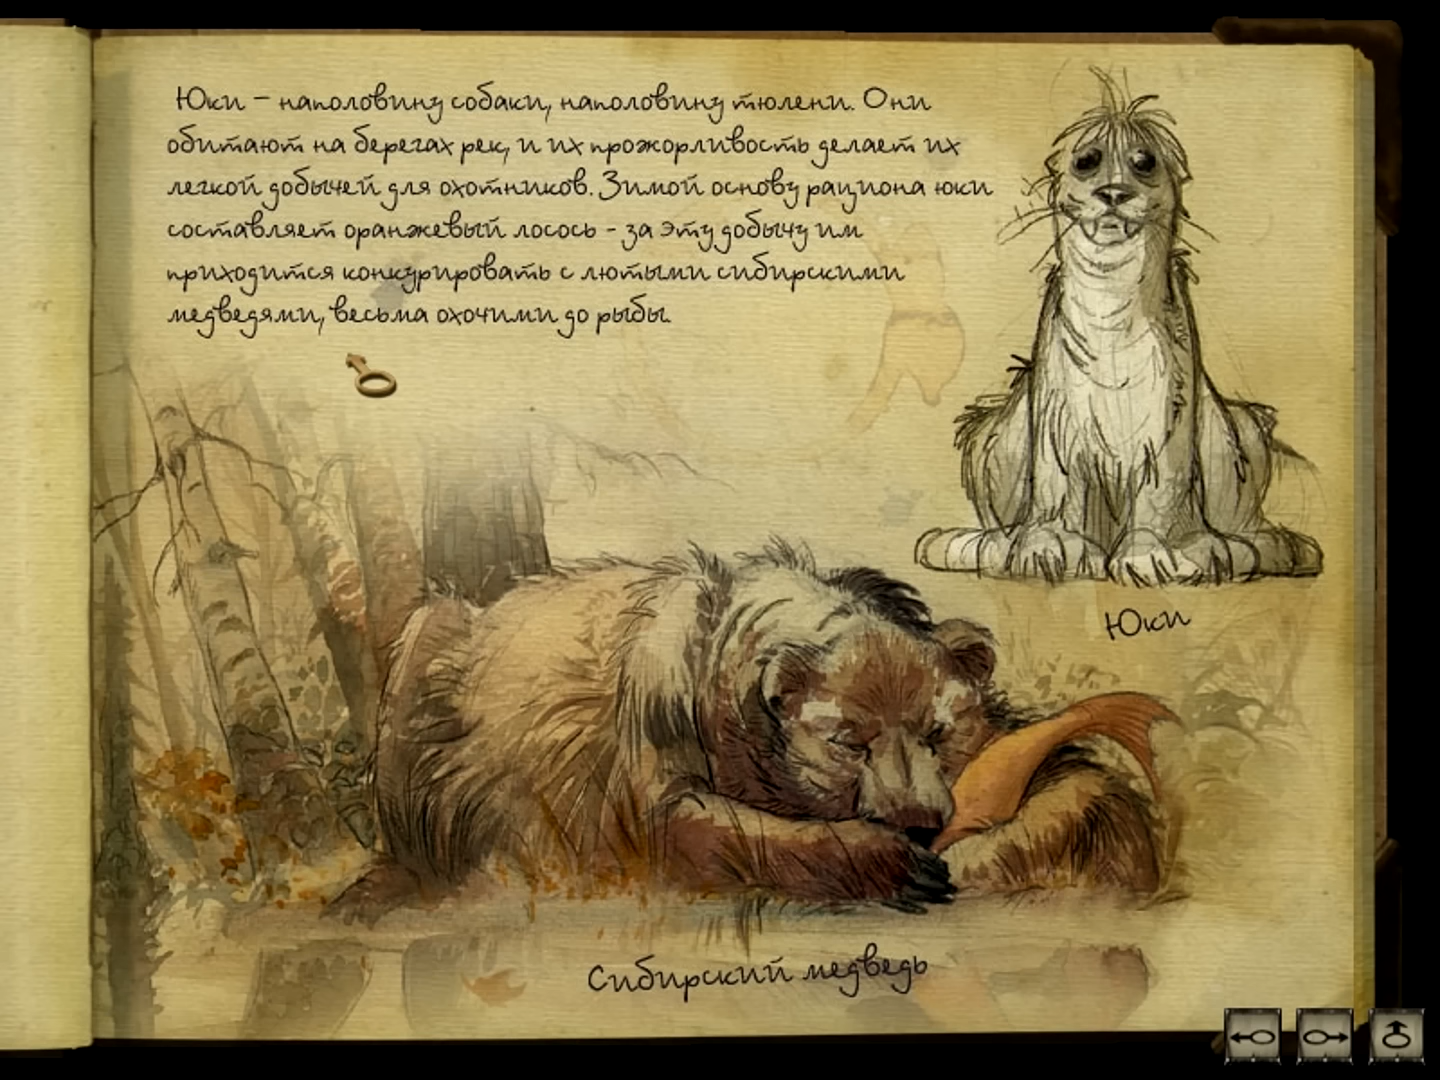 Юки – наполовину собаки, наполовину тюлени. Они
обитают на берегах рек, и их прожорливость делает их
легкой добычей для охотников. Зимой основу рациона юки
составляет оранжевый лосось - за эту добычу им
приходится конкурировать с лютыми сибирскими
медведями, весьма охочими до рыбы.
Юки
Сибирский медведь